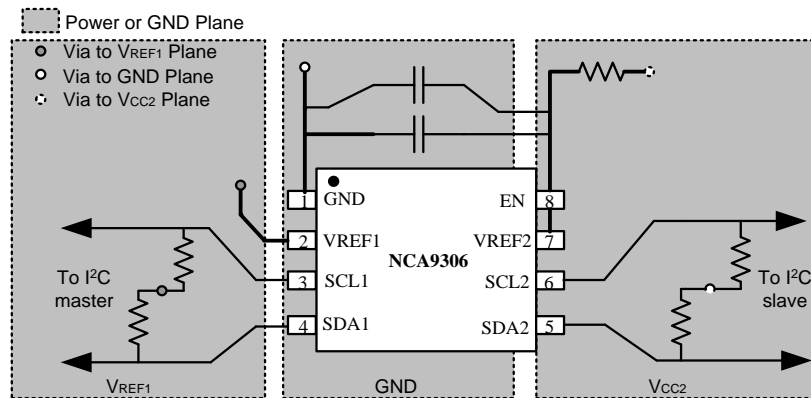 Power or GND Plane
Via to VREF1 Plane
Via to GND Plane
Via to VCC2 Plane
1 GND
EN 8
2 VREF1
VREF2 7
NCA9306
3 SCL1
SCL2 6
4 SDA1
SDA2 5
To I²C
master
To I²C
slave
VREF1
GND
VCC2